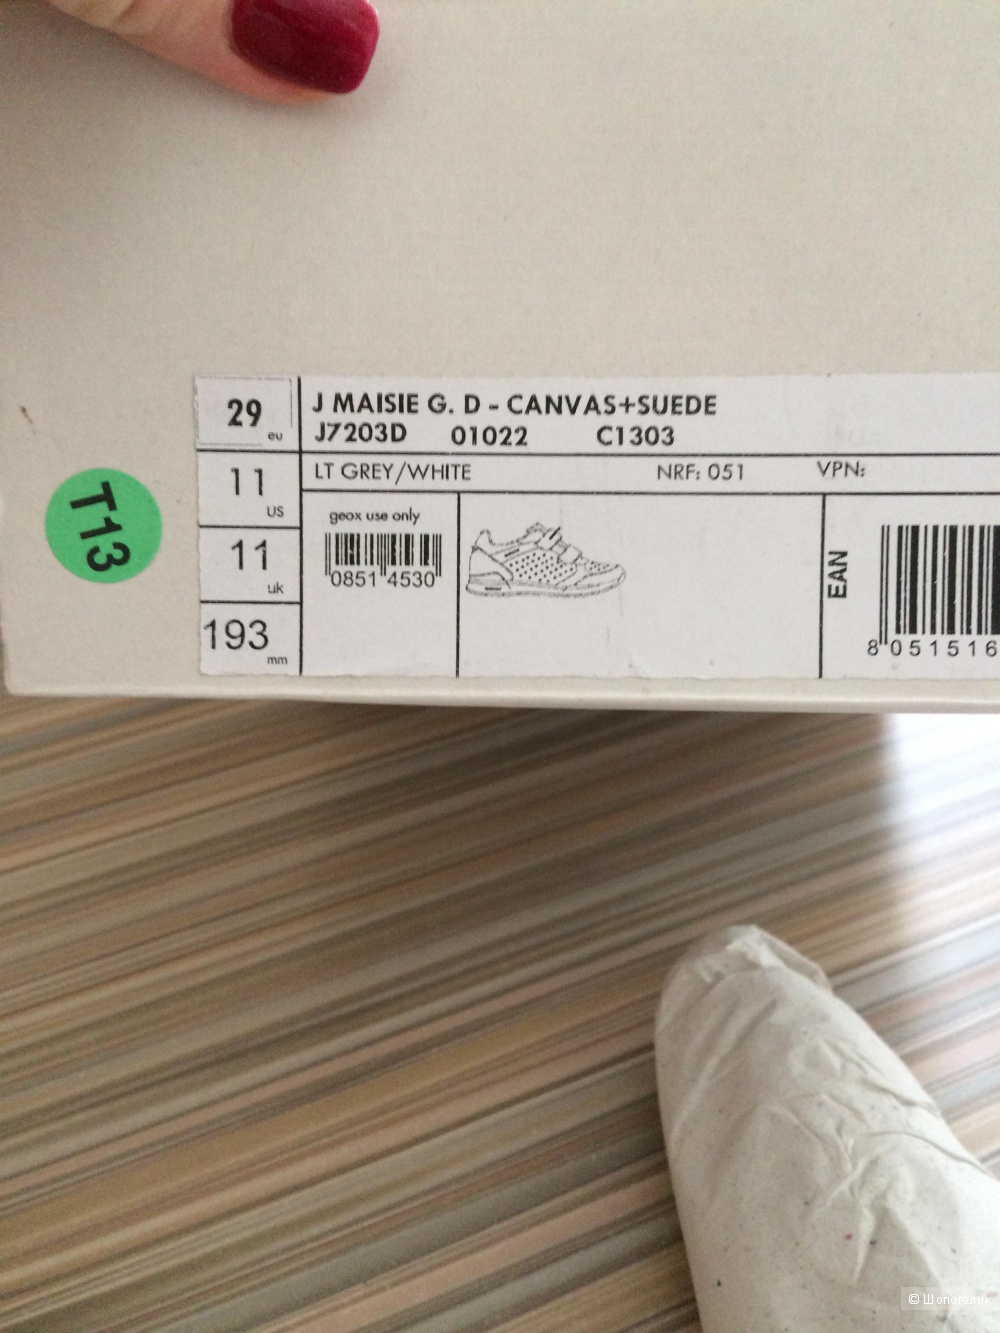 T13
29 eu
11 US
11 uk
193 mm
J MAISIE G. D - CANVAS+SUEDE
J7203D 01022 C1303
LT GREY/WHITE NRF: 051 VPN:
geox use only
0851 4530
EAN
8 051516
© Шопоголик